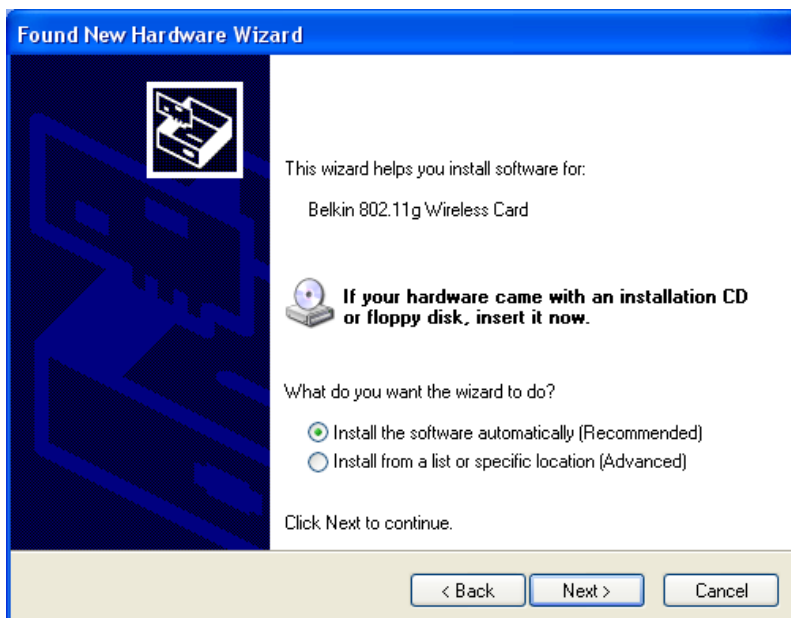 Found New Hardware Wizard
This wizard helps you install software for:
Belkin 802.11g Wireless Card
If your hardware came with an installation CD
or floppy disk, insert it now.
What do you want the wizard to do?
Install the software automatically (Recommended)
Install from a list or specific location (Advanced)
Click Next to continue.
< Back Next > Cancel